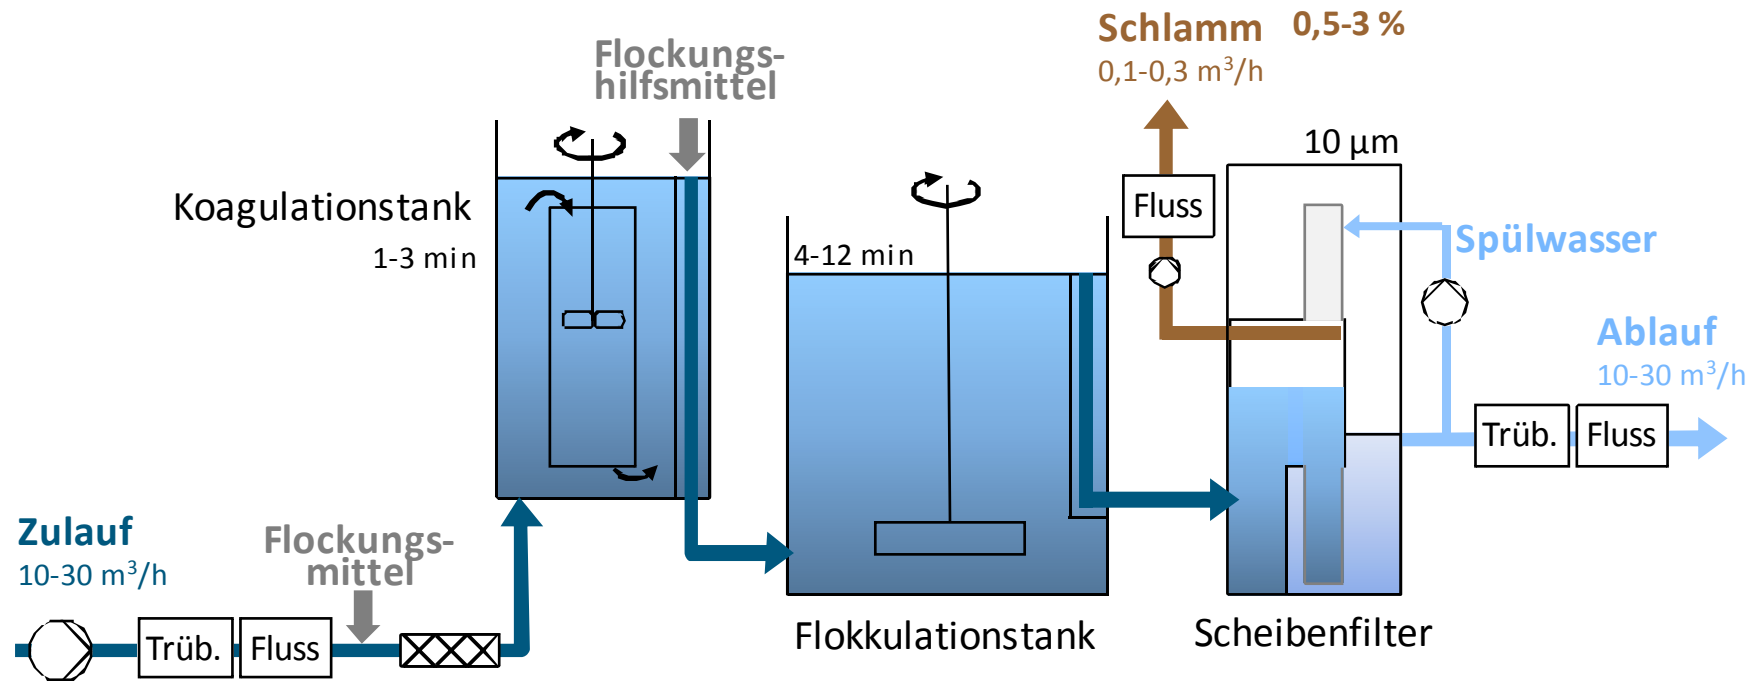 Schlamm 0,5-3 %
0,1-0,3 m³/h
Flockungs-
hilfsmittel
10 µm
Koagulationstank
1-3 min
4-12 min
Fluss
Spülwasser
Ablauf
10-30 m³/h
Trüb. Fluss
Zulauf
10-30 m³/h
Flockungs-
mittel
Trüb. Fluss
Flokkulationstank
Scheibenfilter